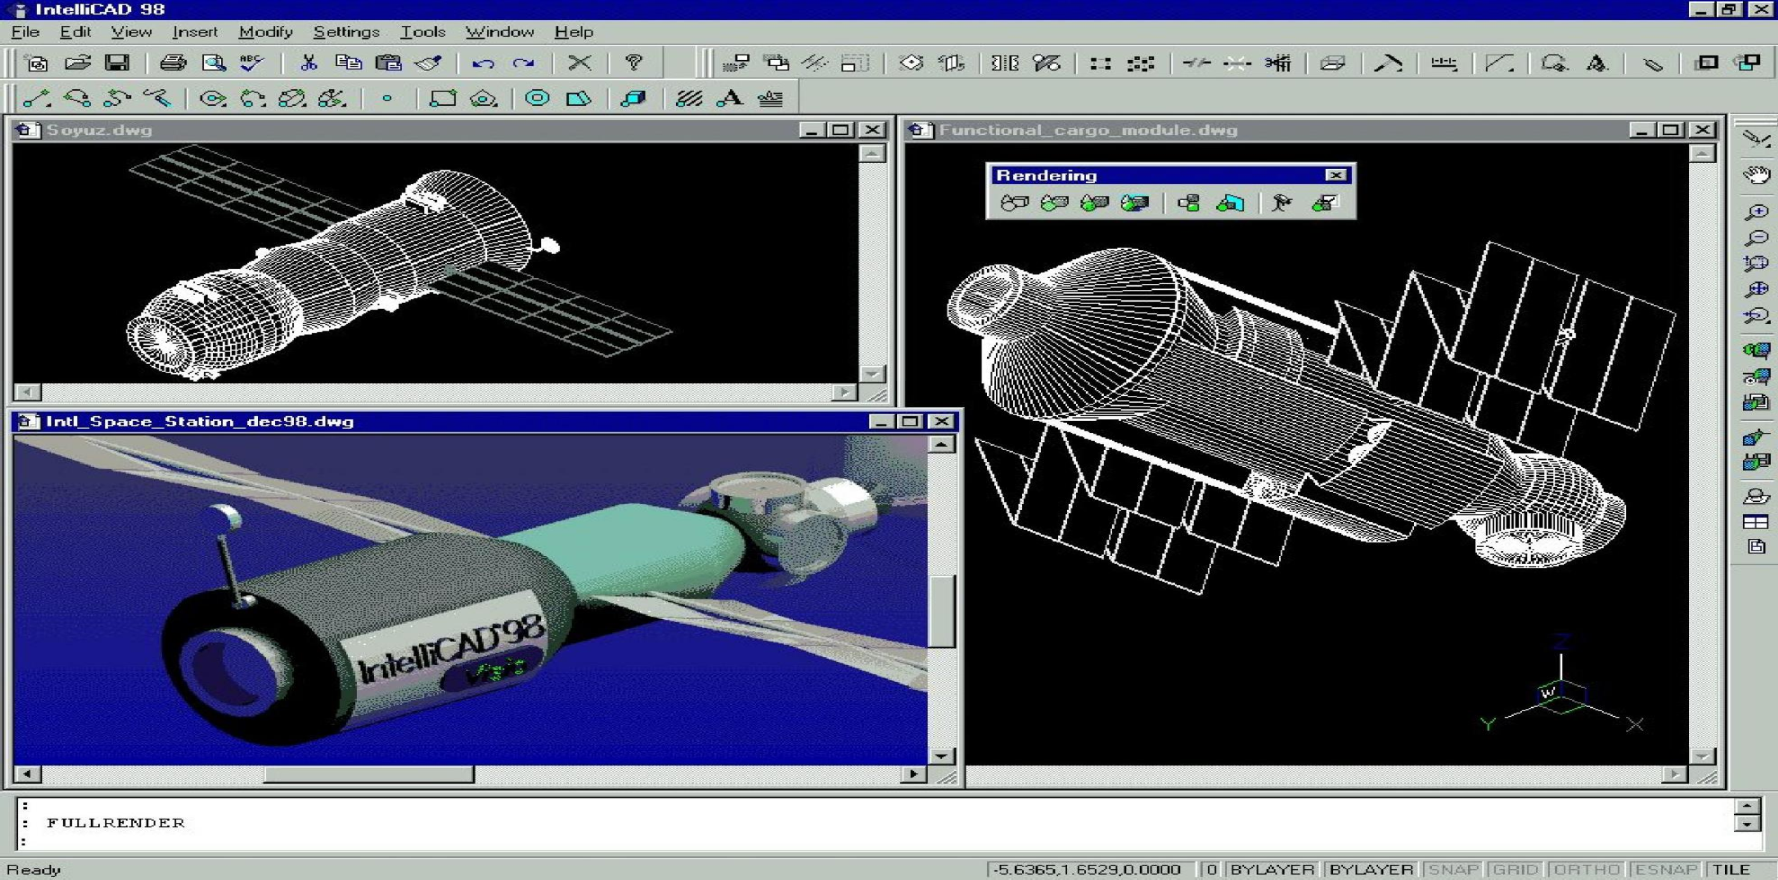 IntelliCAD 98
File Edit View Insert Modify Settings Tools Window Help
ABC
A
Soyuz.dwg
Functional_cargo_module.dwg
Rendering
Intl_Space_Station_dec98.dwg
IntelliCAD'98
Z
W
Y X
:
: FULLRENDER
:
Ready -5.6365,1.6529,0.0000 0 BYLAYER BYLAYER SNAP GRID ORTHO ESNAP TILE